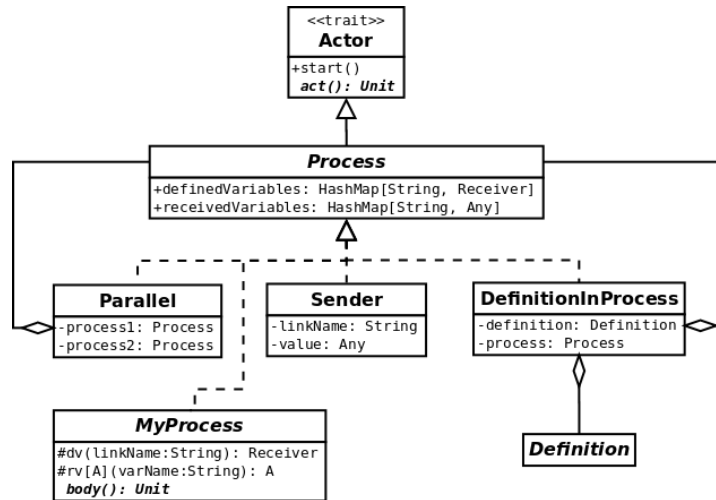 <<trait>>
Actor
+start()
act(): Unit
Process
+definedVariables: HashMap[String, Receiver]
+receivedVariables: HashMap[String, Any]
Parallel
-process1: Process
-process2: Process
Sender
-linkName: String
-value: Any
DefinitionInProcess
-definition: Definition
-process: Process
MyProcess
#dv(linkName:String): Receiver
#rv[A](varName:String): A
body(): Unit
Definition